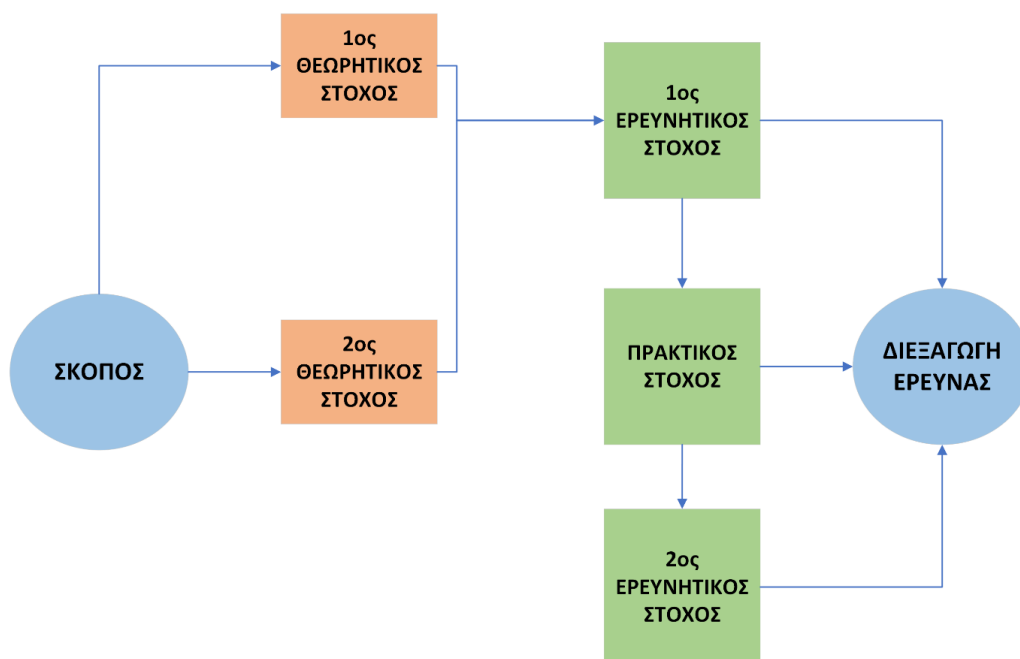 1ος
ΘΕΩΡΗΤΙΚΟΣ
ΣΤΟΧΟΣ
1ος
ΕΡΕΥΝΗΤΙΚΟΣ
ΣΤΟΧΟΣ
ΣΚΟΠΟΣ
2ος
ΘΕΩΡΗΤΙΚΟΣ
ΣΤΟΧΟΣ
ΠΡΑΚΤΙΚΟΣ
ΣΤΟΧΟΣ
ΔΙΕΞΑΓΩΓΗ
ΕΡΕΥΝΑΣ
2ος
ΕΡΕΥΝΗΤΙΚΟΣ
ΣΤΟΧΟΣ